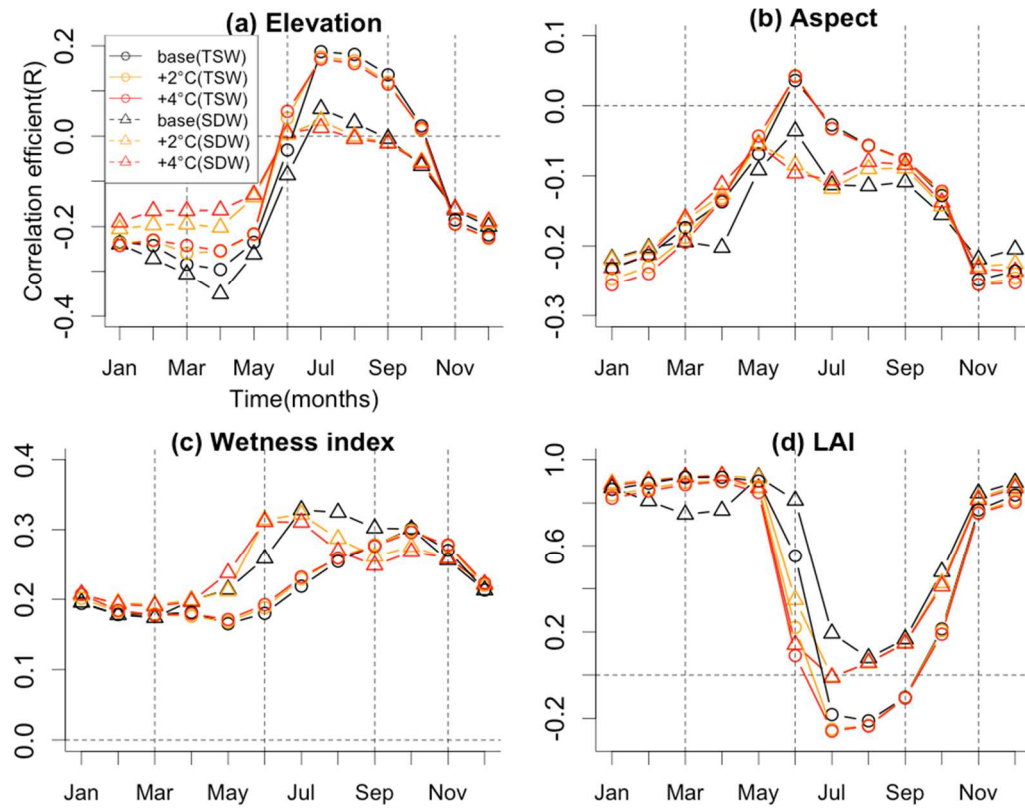 (a) Elevation
base(TSW)
+2°C(TSW)
+4°C(TSW)
base(SDW)
+2°C(SDW)
+4°C(SDW)
Correlation efficient(R)
0.2
0.0
-0.2
-0.4
Jan Mar May Jul Sep Nov
Time(months)
(b) Aspect
0.1
0.0
-0.1
-0.2
-0.3
Jan Mar May Jul Sep Nov
(c) Wetness index
0.4
0.3
0.2
0.1
0.0
Jan Mar May Jul Sep Nov
(d) LAI
1.0
0.6
0.2
-0.2
Jan Mar May Jul Sep Nov